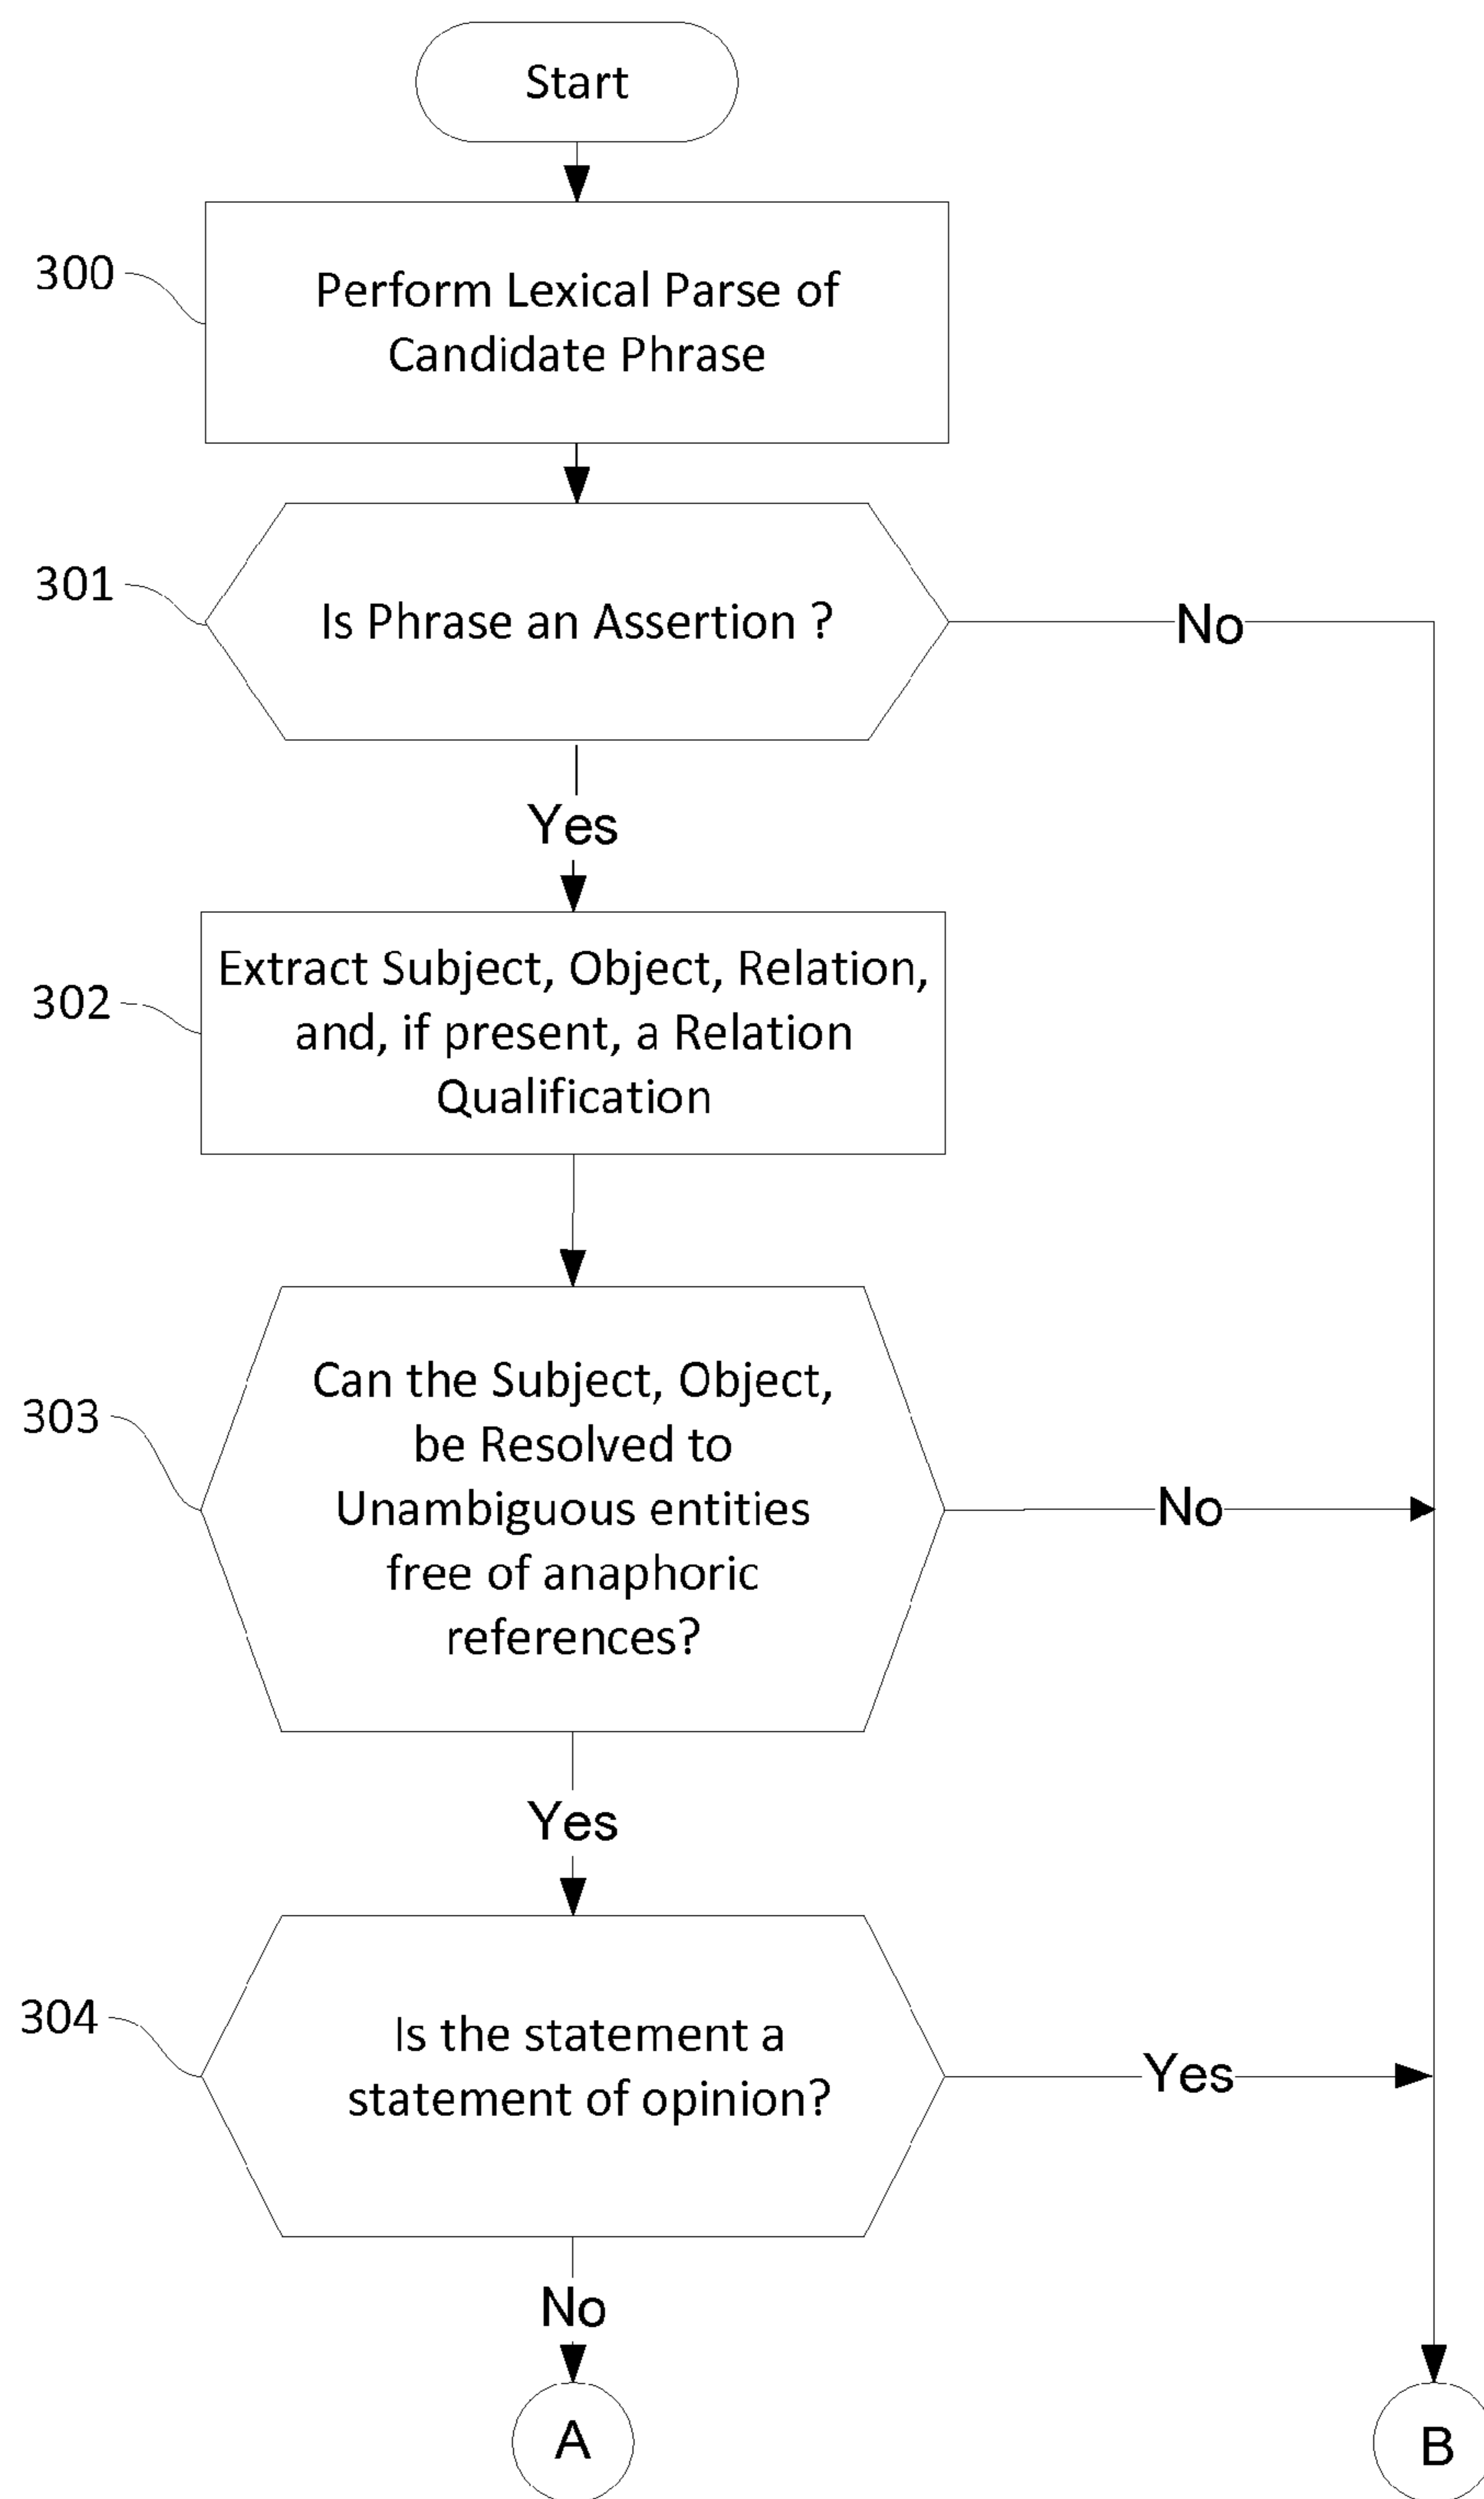 Start
300
Perform Lexical Parse of
Candidate Phrase
301
Is Phrase an Assertion ?
No
Yes
302
Extract Subject, Object, Relation,
and, if present, a Relation
Qualification
303
Can the Subject, Object,
be Resolved to
Unambiguous entities
free of anaphoric
references?
No
Yes
304
Is the statement a
statement of opinion?
Yes
No
A
B